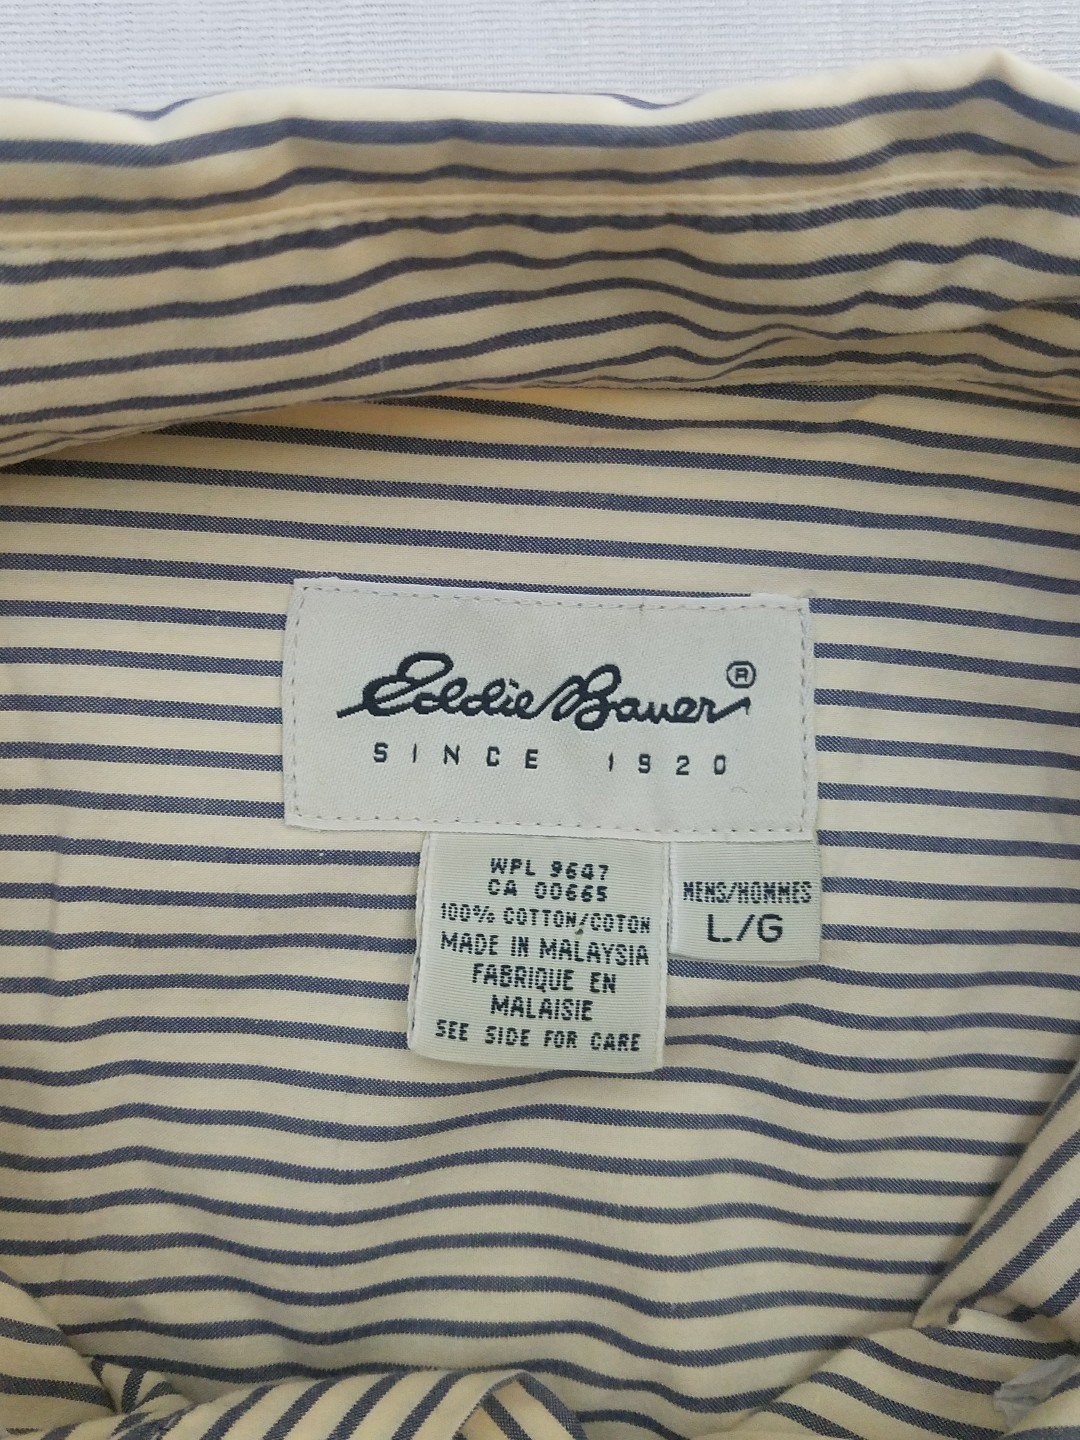 Eddie Bauer ®
SINCE 1920
WPL 9647
CA 00665
100% COTTON/COTON
MADE IN MALAYSIA
FABRIQUE EN
MALAISIE
SEE SIDE FOR CARE
MENS/HOMMES
L/G